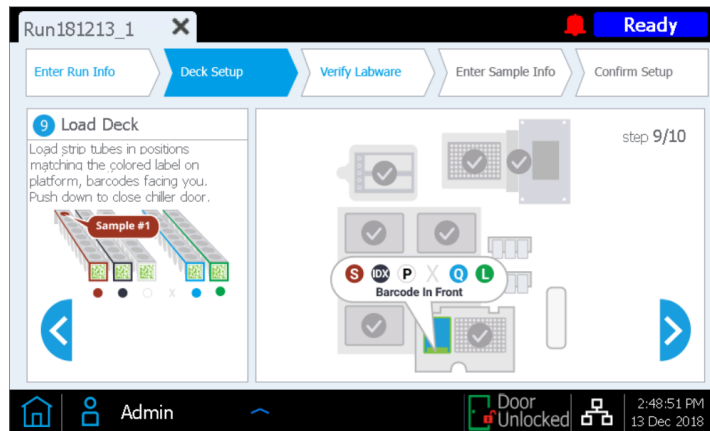 Run181213_1
Ready
Enter Run Info
Deck Setup
Verify Labware
Enter Sample Info
Confirm Setup
9 Load Deck
Load strip tubes in positions
matching the colored label on
platform, barcodes facing you.
Push down to close chiller door.
Sample #1
X
step 9/10
S IDX P X Q L
Barcode In Front
Admin
Door
Unlocked
2:48:51 PM
13 Dec 2018